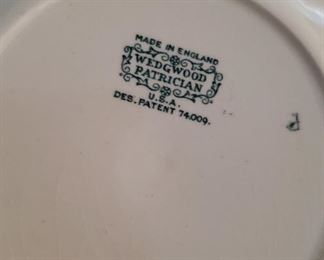 MADE IN ENGLAND
WEDGWOOD
PATRICIAN
U.S.A.
DES. PATENT 74,009.